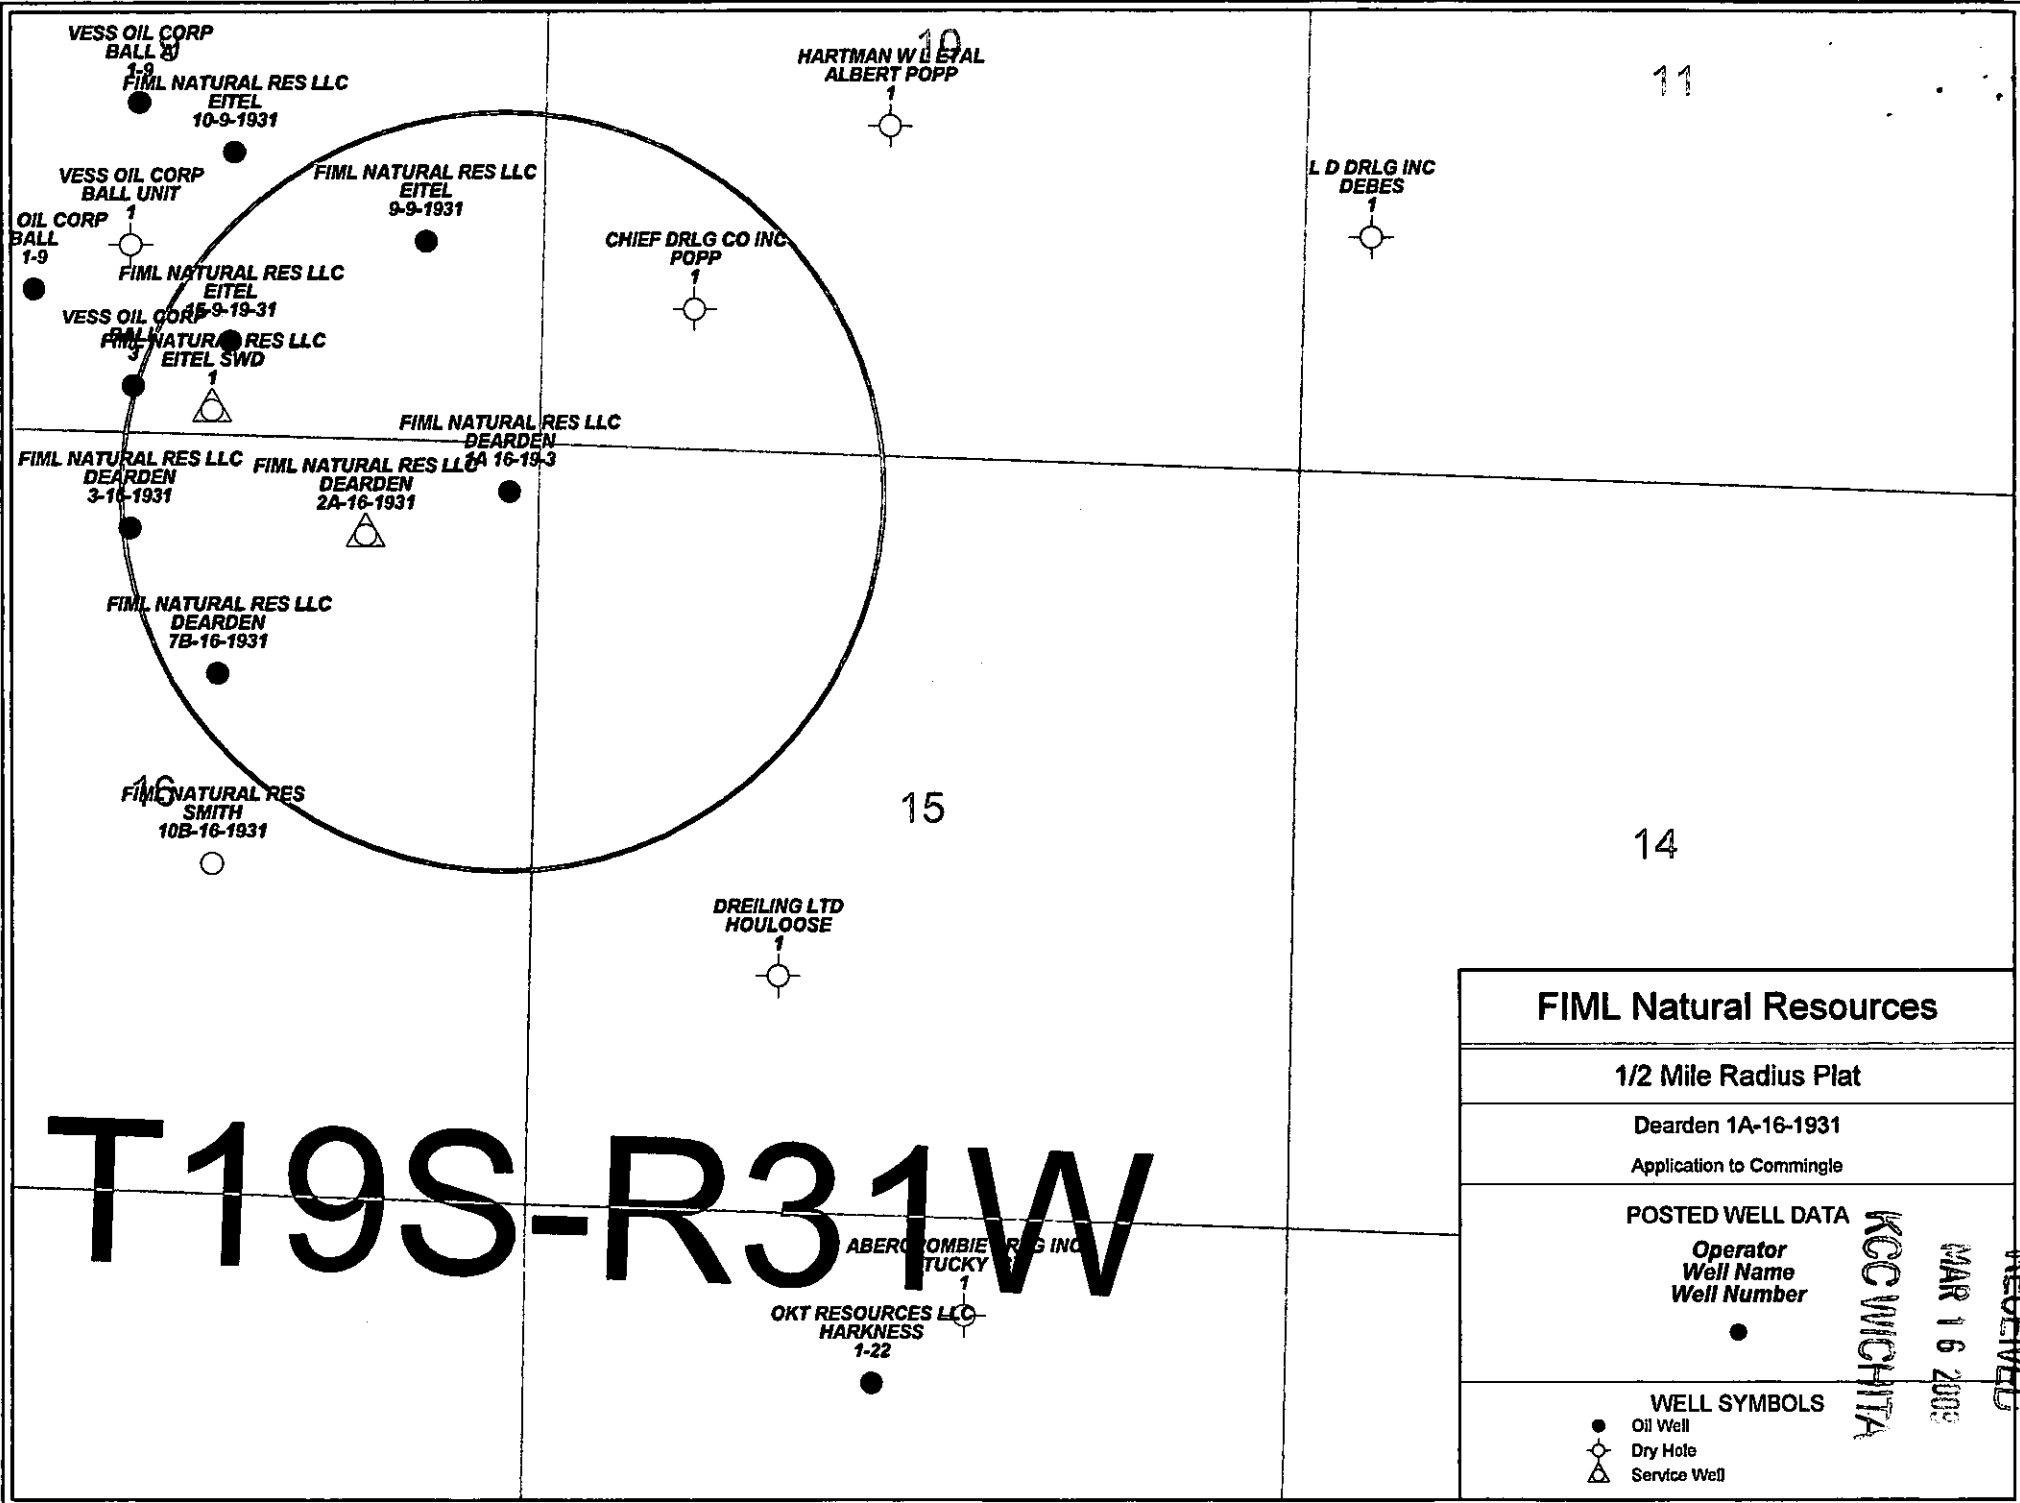 VESS OIL CORP
BALL A
1-9
9
FIML NATURAL RES LLC
EITEL
10-9-1931
10
HARTMAN W L ETAL
ALBERT POPP
1
11
VESS OIL CORP
BALL UNIT
1
FIML NATURAL RES LLC
EITEL
9-9-1931
L D DRLG INC
DEBES
1
OIL CORP
BALL
1-9
CHIEF DRLG CO INC
POPP
1
FIML NATURAL RES LLC
EITEL
15-9-19-31
VESS OIL CORP
BALL
3
FIML NATURAL RES LLC
EITEL SWD
1
FIML NATURAL RES LLC
DEARDEN
1A 16-19-3
FIML NATURAL RES LLC
DEARDEN
3-16-1931
FIML NATURAL RES LLC
DEARDEN
2A-16-1931
FIML NATURAL RES LLC
DEARDEN
7B-16-1931
16
FIML NATURAL RES
SMITH
10B-16-1931
15
14
DREILING LTD
HOULOOSE
1
T19S-R31W
ABERCROMBIE DRLG INC
TUCKY
1
OKT RESOURCES LLC
HARKNESS
1-22
FIML Natural Resources
1/2 Mile Radius Plat
Dearden 1A-16-1931
Application to Commingle
POSTED WELL DATA
Operator
Well Name
Well Number
WELL SYMBOLS
Oil Well
Dry Hole
Service Well
RECEIVED
MAR 16 2009
KCC WICHITA